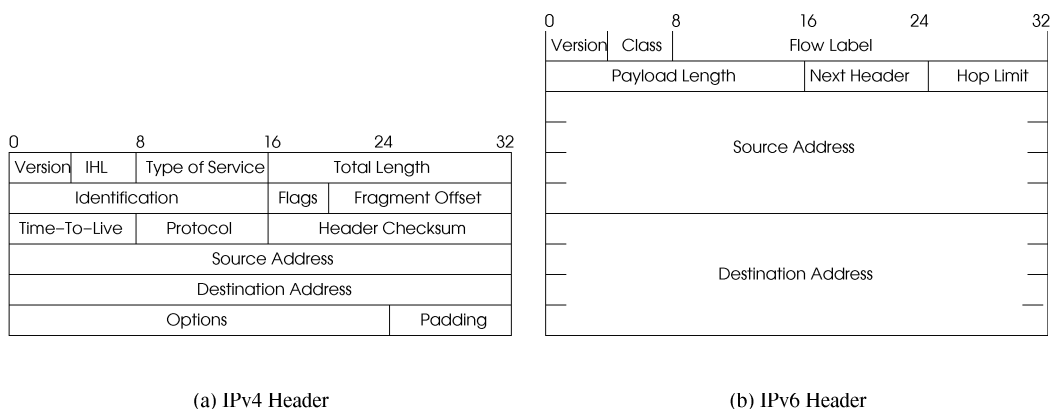 0 8 16 24 32
Version IHL Type of Service Total Length
Identification Flags Fragment Offset
Time-To-Live Protocol Header Checksum
Source Address
Destination Address
Options Padding
(a) IPv4 Header
0 8 16 24 32
Version Class Flow Label
Payload Length Next Header Hop Limit
Source Address
Destination Address
(b) IPv6 Header